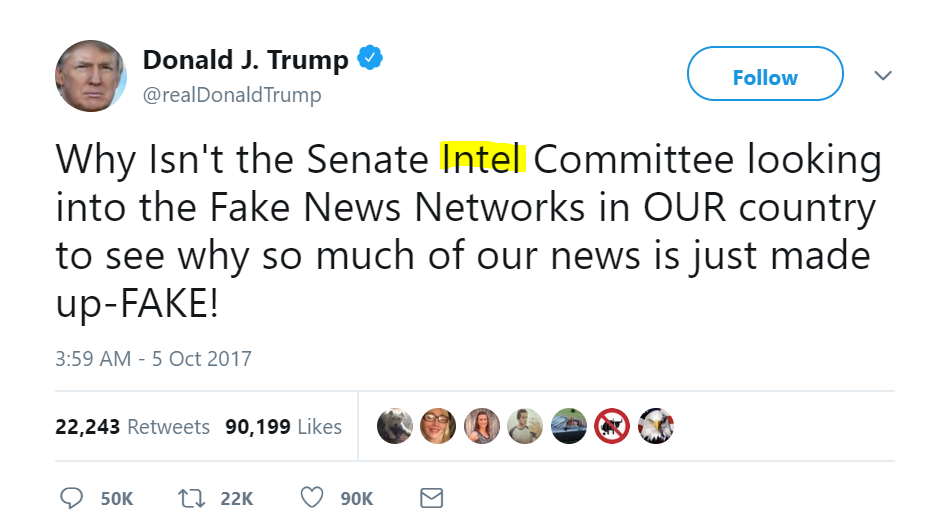 Donald J. Trump
Follow
@realDonaldTrump
Why Isn't the Senate Intel Committee looking
into the Fake News Networks in OUR country
to see why so much of our news is just made
up-FAKE!
3:59 AM - 5 Oct 2017
22,243 Retweets 90,199 Likes
50K 22K 90K